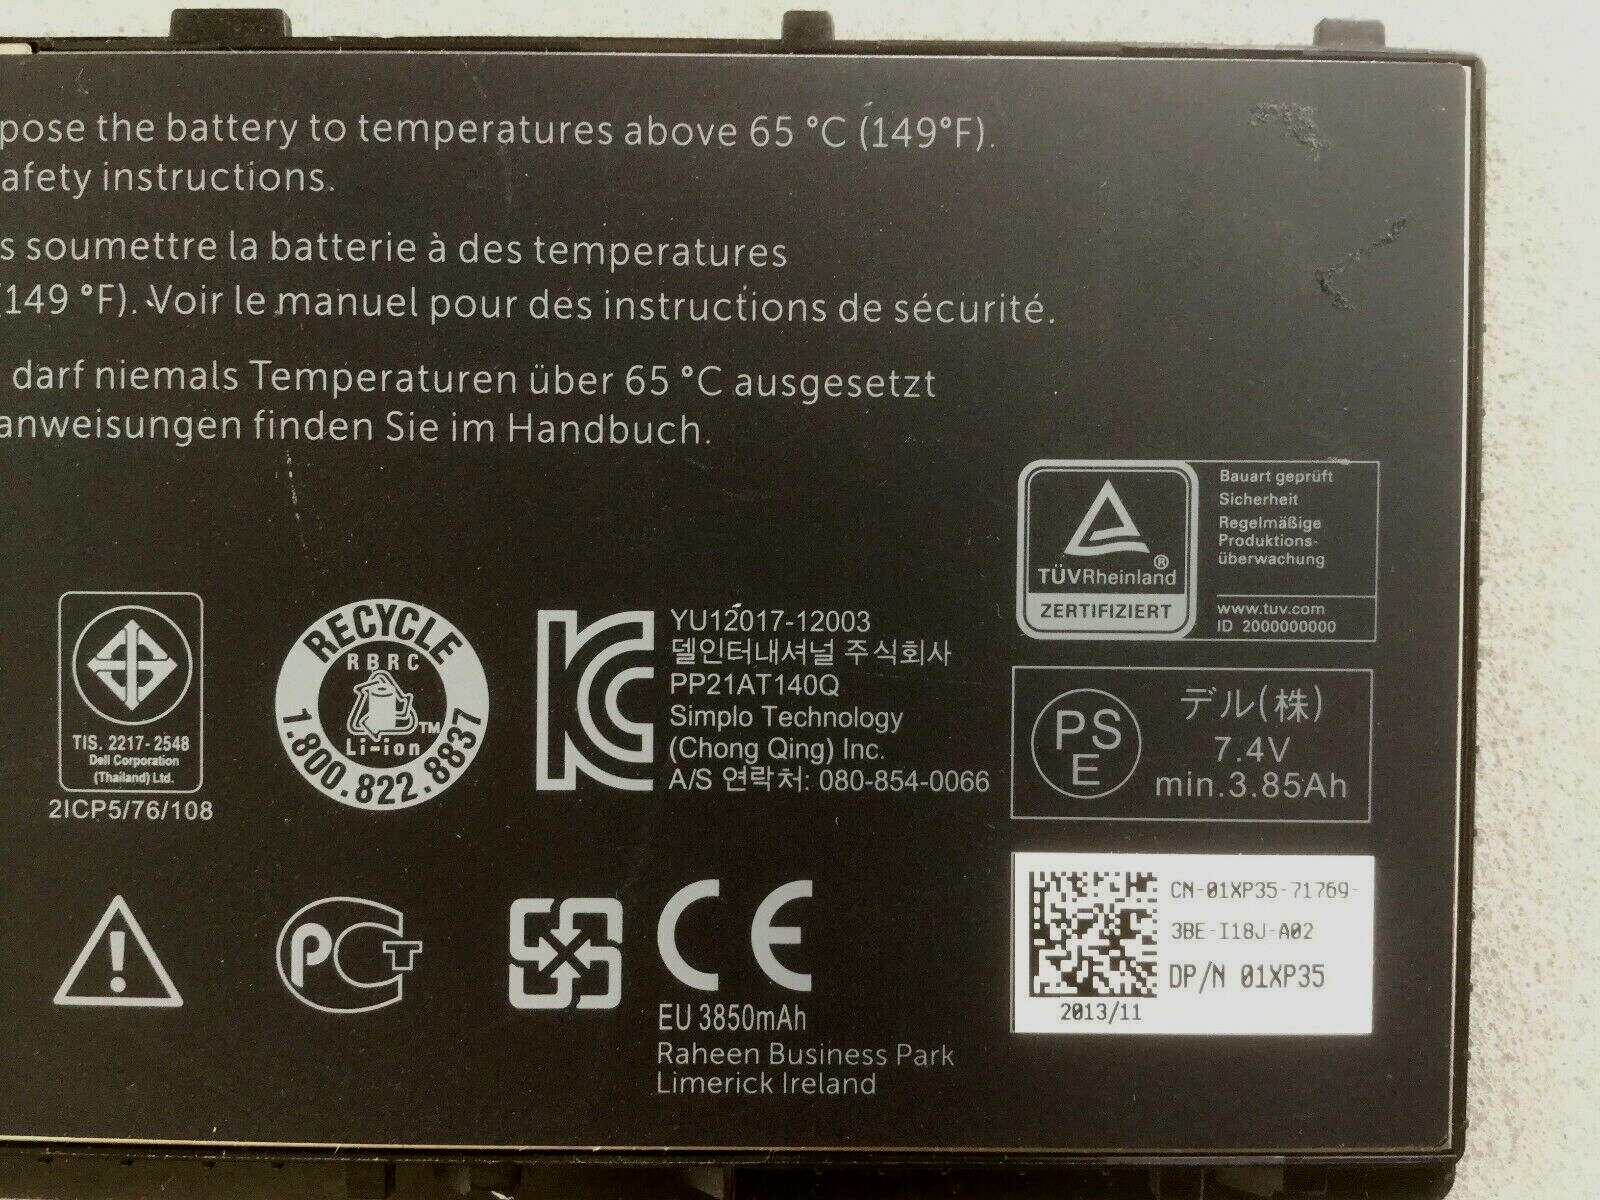 pose the battery to temperatures above 65 °C (149°F).
afety instructions.
s soumettre la batterie à des temperatures
(149 °F). Voir le manuel pour des instructions de sécurité.
darf niemals Temperaturen über 65 °C ausgesetzt
anweisungen finden Sie im Handbuch.
TÜVRheinland®
ZERTIFIZIERT
Bauart geprüft
Sicherheit
Regelmäßige
Produktions-
überwachung
www.tuv.com
ID 2000000000
TIS. 2217-2548
Dell Corporation
(Thailand) Ltd.
2ICP5/76/108
RECYCLE
RBRC
TM
Li-ion
1.800.822.8837
YU12017-12003
델인터내셔널 주식회사
PP21AT140Q
Simplo Technology
(Chong Qing) Inc.
A/S 연락처: 080-854-0066
PS
E
デル(株)
7.4V
min.3.85Ah
CE
EU 3850mAh
Raheen Business Park
Limerick Ireland
CN-01XP35-71769-
3BE-I18J-A02
DP/N 01XP35
2013/11